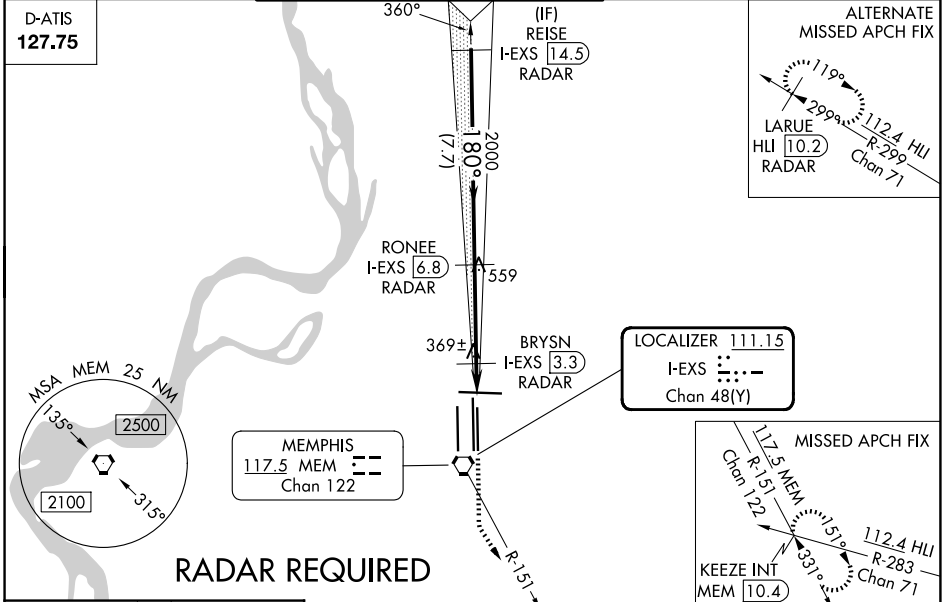 D-ATIS
127.75
360°
(IF)
REISE
I-EXS 14.5
RADAR
2000
180°
(7.7)
RONEE
I-EXS 6.8
RADAR
559
369±
BRYSN
I-EXS 3.3
RADAR
ALTERNATE
MISSED APCH FIX
119°
299°
LARUE
HLI 10.2
RADAR
112.4 HLI
R-299
Chan 71
LOCALIZER 111.15
I-EXS
Chan 48(Y)
MSA MEM 25 NM
135°
2500
2100
315°
MEMPHIS
117.5 MEM
Chan 122
R-151
RADAR REQUIRED
MISSED APCH FIX
117.5 MEM
R-151
Chan 122
151°
331°
112.4 HLI
R-283
Chan 71
KEEZE INT
MEM 10.4